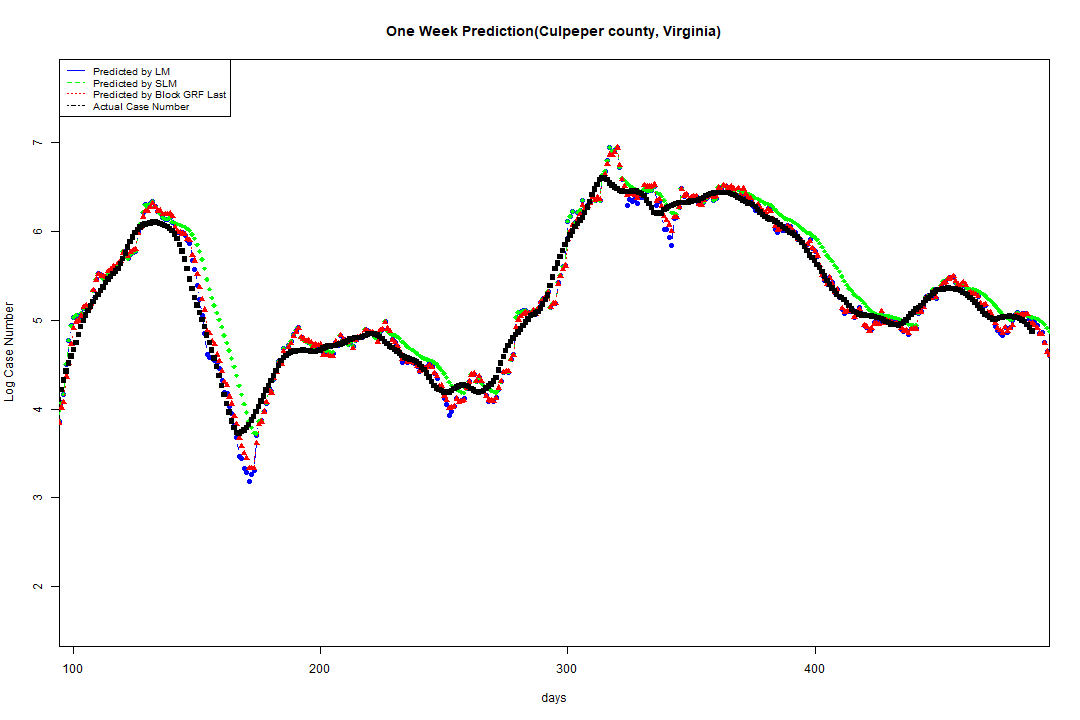 One Week Prediction(Culpeper county, Virginia)
Predicted by LM
Predicted by SLM
Predicted by Block GRF Last
Actual Case Number
Log Case Number
7
6
5
4
3
2
100 200 300 400
days